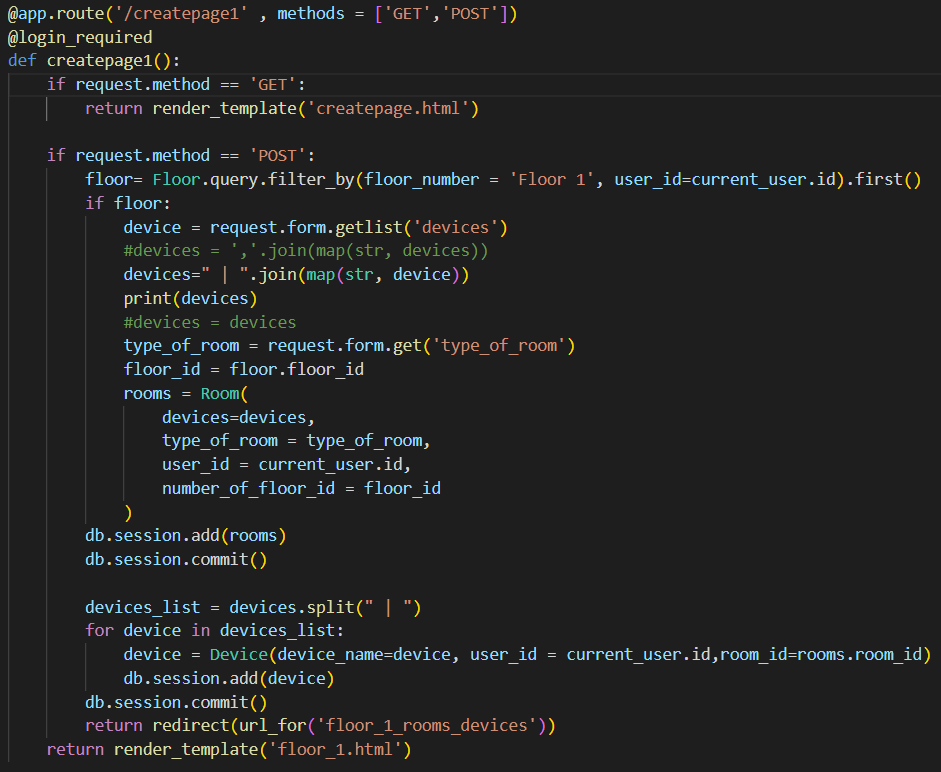 @app.route('/createpage1' , methods = ['GET','POST'])
@login_required
def createpage1():
    if request.method == 'GET':
        return render_template('createpage.html')

    if request.method == 'POST':
        floor= Floor.query.filter_by(floor_number = 'Floor 1', user_id=current_user.id).first()
        if floor:
            device = request.form.getlist('devices')
            #devices = ','.join(map(str, devices))
            devices=" | ".join(map(str, device))
            print(devices)
            #devices = devices
            type_of_room = request.form.get('type_of_room')
            floor_id = floor.floor_id
            rooms = Room(
                devices=devices,
                type_of_room = type_of_room,
                user_id = current_user.id,
                number_of_floor_id = floor_id
            )
        db.session.add(rooms)
        db.session.commit()

        devices_list = devices.split(" | ")
        for device in devices_list:
            device = Device(device_name=device, user_id = current_user.id,room_id=rooms.room_id)
            db.session.add(device)
        db.session.commit()
        return redirect(url_for('floor_1_rooms_devices'))
    return render_template('floor_1.html')